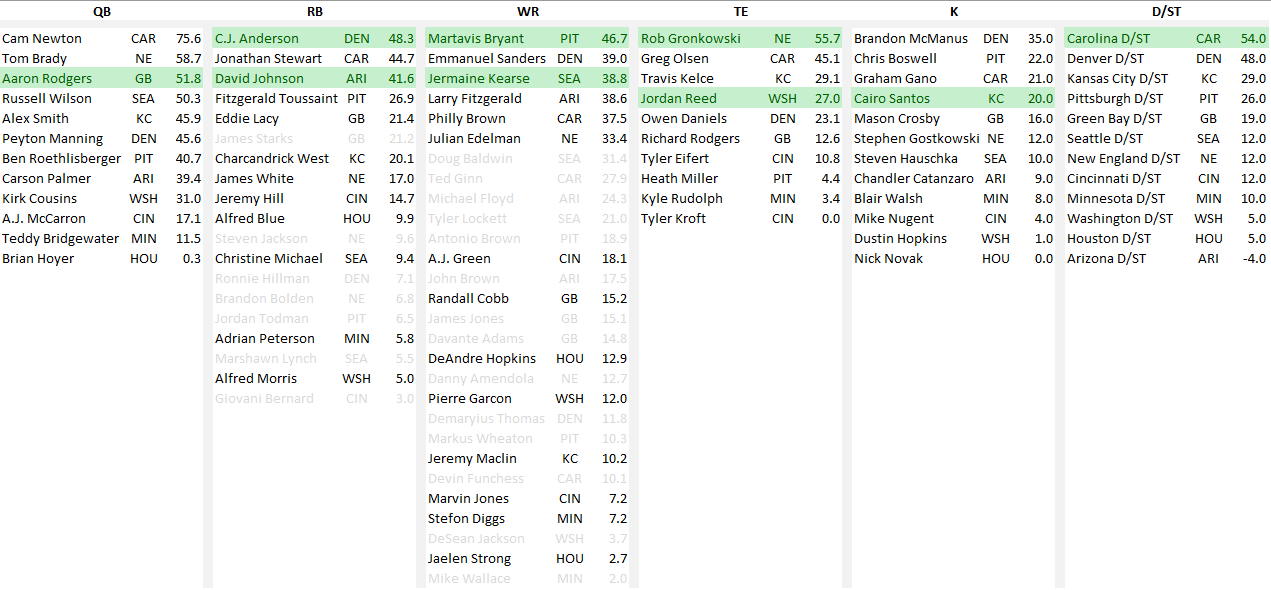 QB RB WR TE K D/ST
Cam Newton CAR 75.6 C.J. Anderson DEN 48.3 Martavis Bryant PIT 46.7 Rob Gronkowski NE 55.7 Brandon McManus DEN 35.0 Carolina D/ST CAR 54.0
Tom Brady NE 58.7 Jonathan Stewart CAR 44.7 Emmanuel Sanders DEN 39.0 Greg Olsen CAR 45.1 Chris Boswell PIT 22.0 Denver D/ST DEN 48.0
Aaron Rodgers GB 51.8 David Johnson ARI 41.6 Jermaine Kearse SEA 38.8 Travis Kelce KC 29.1 Graham Gano CAR 21.0 Kansas City D/ST KC 29.0
Russell Wilson SEA 50.3 Fitzgerald Toussaint PIT 26.9 Larry Fitzgerald ARI 38.6 Jordan Reed WSH 27.0 Cairo Santos KC 20.0 Pittsburgh D/ST PIT 26.0
Alex Smith KC 45.9 Eddie Lacy GB 21.4 Philly Brown CAR 37.5 Owen Daniels DEN 23.1 Mason Crosby GB 16.0 Green Bay D/ST GB 19.0
Peyton Manning DEN 45.6 James Starks GB 21.2 Julian Edelman NE 33.4 Richard Rodgers GB 12.6 Stephen Gostkowski NE 12.0 Seattle D/ST SEA 12.0
Ben Roethlisberger PIT 40.7 Charcandrick West KC 20.1 Doug Baldwin SEA 31.4 Tyler Eifert CIN 10.8 Steven Hauschka SEA 10.0 New England D/ST NE 12.0
Carson Palmer ARI 39.4 James White NE 17.0 Ted Ginn CAR 27.9 Heath Miller PIT 4.4 Chandler Catanzaro ARI 9.0 Cincinnati D/ST CIN 12.0
Kirk Cousins WSH 31.0 Jeremy Hill CIN 14.7 Michael Floyd ARI 24.3 Kyle Rudolph MIN 3.4 Blair Walsh MIN 8.0 Minnesota D/ST MIN 10.0
A.J. McCarron CIN 17.1 Alfred Blue HOU 9.9 Tyler Lockett SEA 21.0 Tyler Kroft CIN 0.0 Mike Nugent CIN 4.0 Washington D/ST WSH 5.0
Teddy Bridgewater MIN 11.5 Steven Jackson NE 9.6 Antonio Brown PIT 18.9 Dustin Hopkins WSH 1.0 Houston D/ST HOU 5.0
Brian Hoyer HOU 0.3 Christine Michael SEA 9.4 A.J. Green CIN 18.1 Nick Novak HOU 0.0 Arizona D/ST ARI -4.0
Ronnie Hillman DEN 7.1 John Brown ARI 17.5
Brandon Bolden NE 6.8 Randall Cobb GB 15.2
Jordan Todman PIT 6.5 James Jones GB 15.1
Adrian Peterson MIN 5.8 Davante Adams GB 14.8
Marshawn Lynch SEA 5.5 DeAndre Hopkins HOU 12.9
Alfred Morris WSH 5.0 Danny Amendola NE 12.7
Giovani Bernard CIN 3.0 Pierre Garcon WSH 12.0
Demaryius Thomas DEN 11.8
Markus Wheaton PIT 10.3
Jeremy Maclin KC 10.2
Devin Funchess CAR 10.1
Marvin Jones CIN 7.2
Stefon Diggs MIN 7.2
DeSean Jackson WSH 3.7
Jaelen Strong HOU 2.7
Mike Wallace MIN 2.0